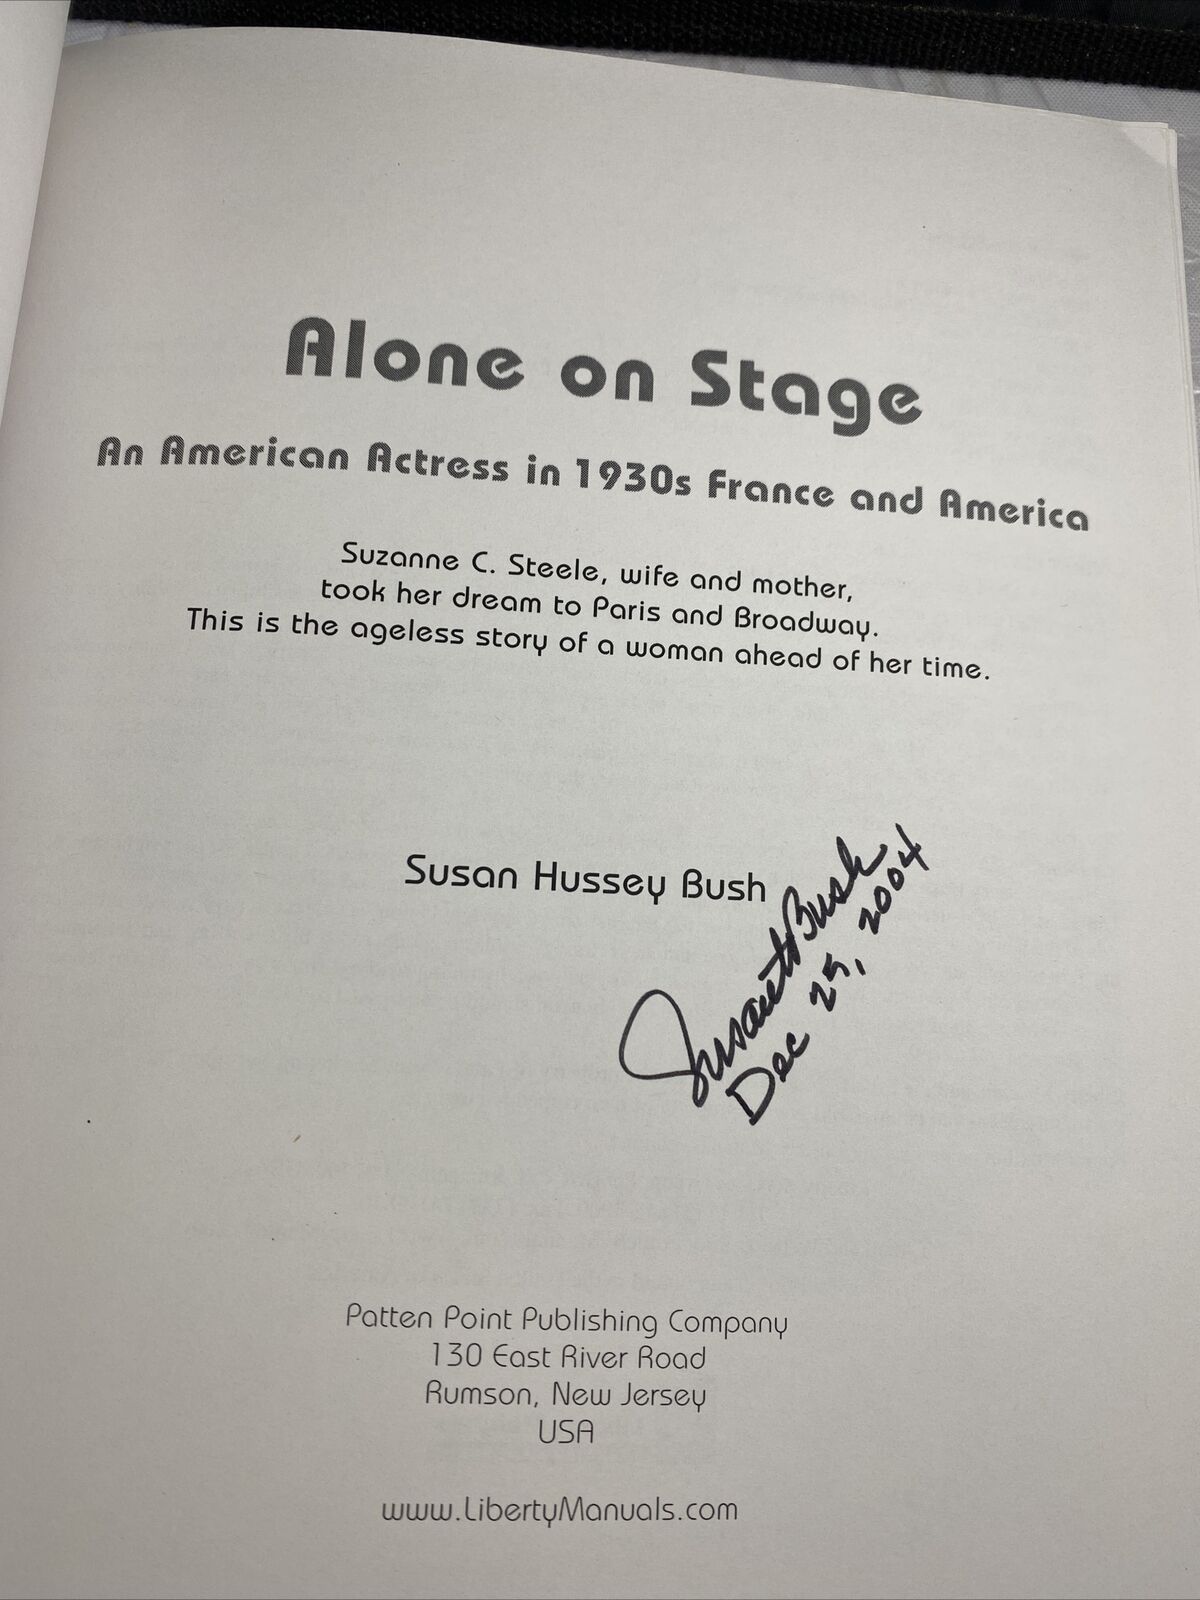 Alone on Stage
An American Actress in 1930s France and America
Suzanne C. Steele, wife and mother,
took her dream to Paris and Broadway.
This is the ageless story of a woman ahead of her time.
Susan Hussey Bush
Susan H Bush
Dec 25, 2004
Patten Point Publishing Company
130 East River Road
Rumson, New Jersey
USA
www.LibertyManuals.com